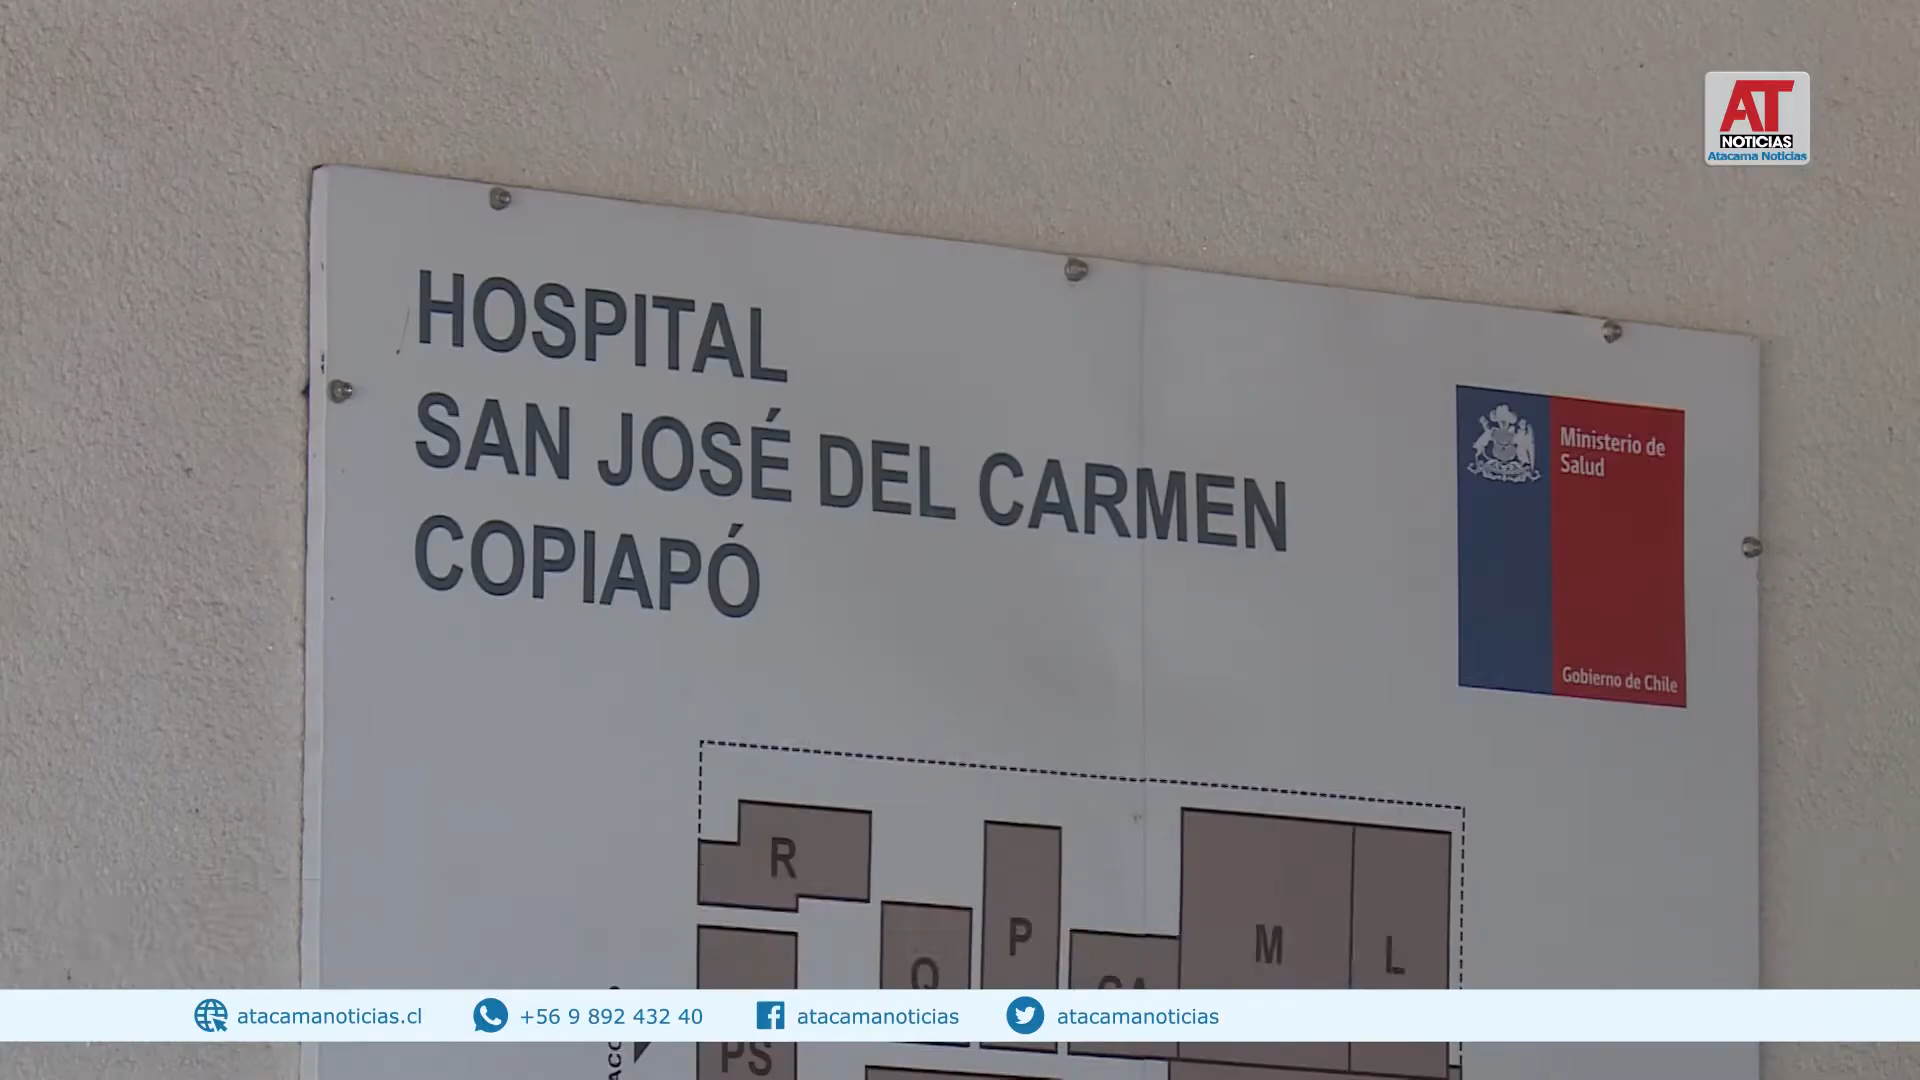 AT
NOTICIAS
Atacama Noticias
HOSPITAL
SAN JOSÉ DEL CARMEN
COPIAPÓ
Ministerio de
Salud
Gobierno de Chile
R
P
Q
M
L
CA
PS
atacamanoticias.cl
+56 9 892 432 40
atacamanoticias
atacamanoticias